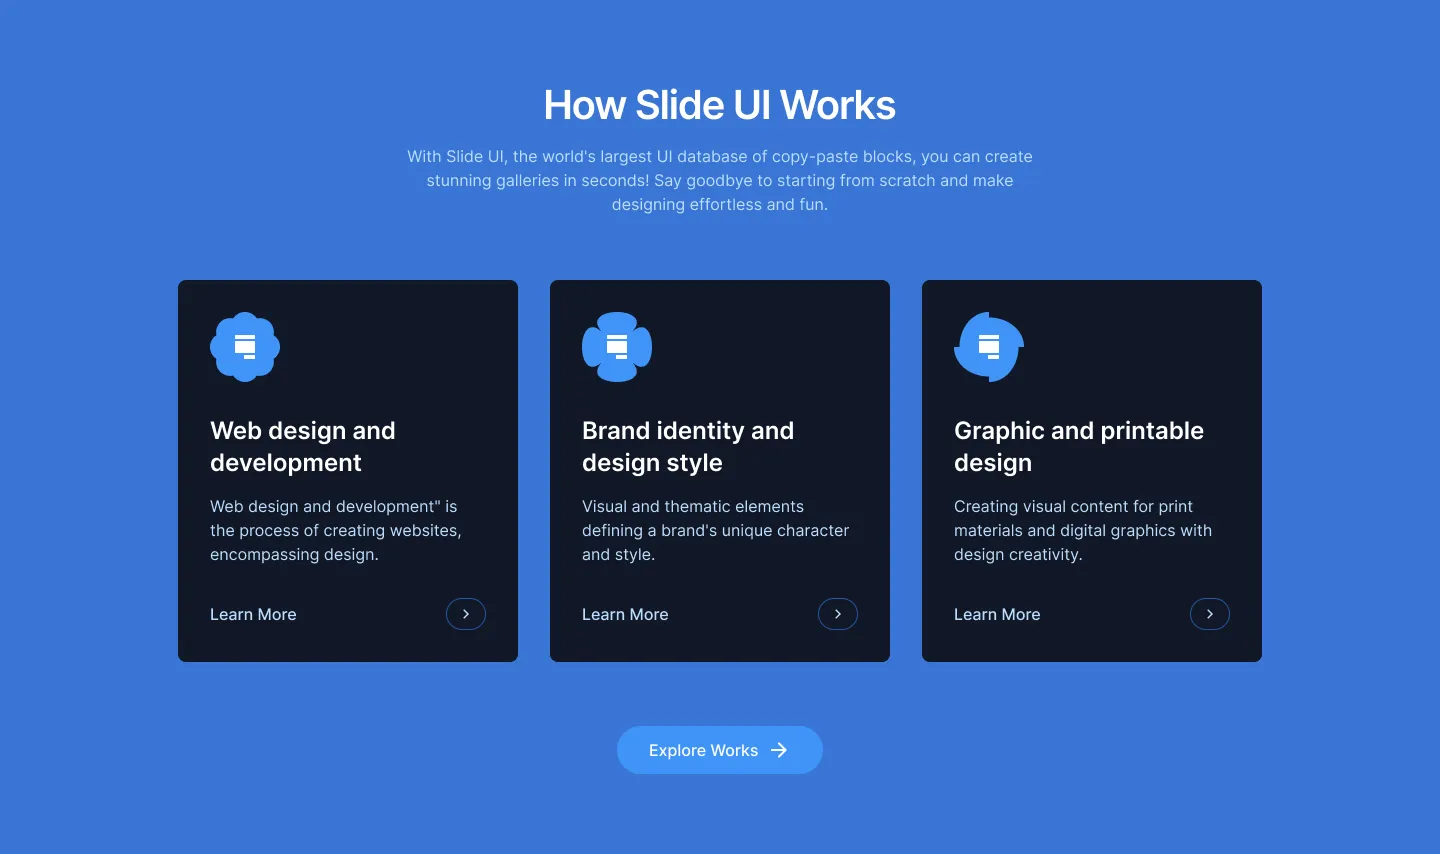 How Slide UI Works
With Slide UI, the world's largest UI database of copy-paste blocks, you can create
stunning galleries in seconds! Say goodbye to starting from scratch and make
designing effortless and fun.
Web design and
development
Web design and development" is
the process of creating websites,
encompassing design.
Learn More
Brand identity and
design style
Visual and thematic elements
defining a brand's unique character
and style.
Learn More
Graphic and printable
design
Creating visual content for print
materials and digital graphics with
design creativity.
Learn More
Explore Works